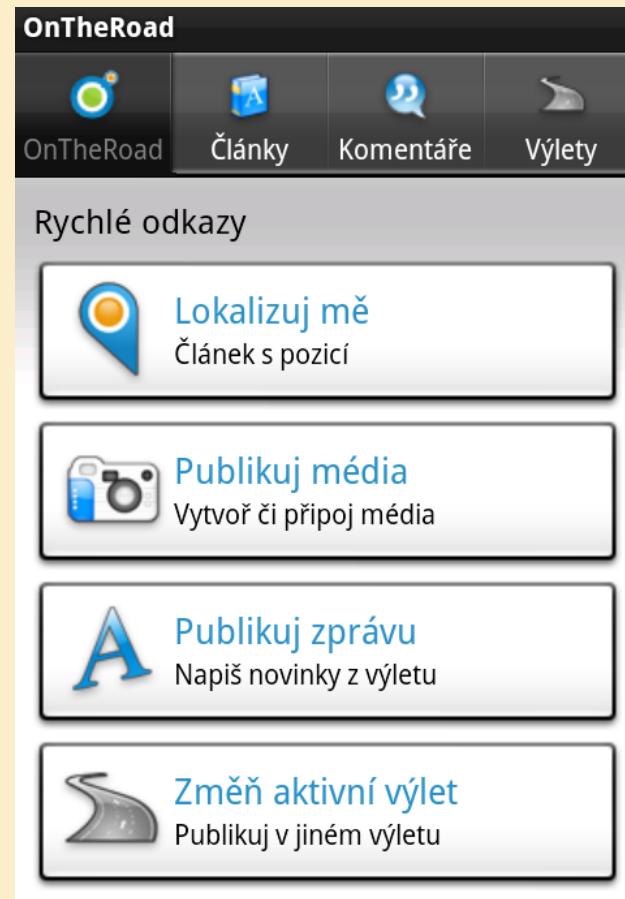 OnTheRoad
OnTheRoad Články Komentáře Výlety
Rychlé odkazy
Lokalizuj mě
Článek s pozicí
Publikuj média
Vytvoř či připoj média
Publikuj zprávu
Napiš novinky z výletu
Změň aktivní výlet
Publikuj v jiném výletu